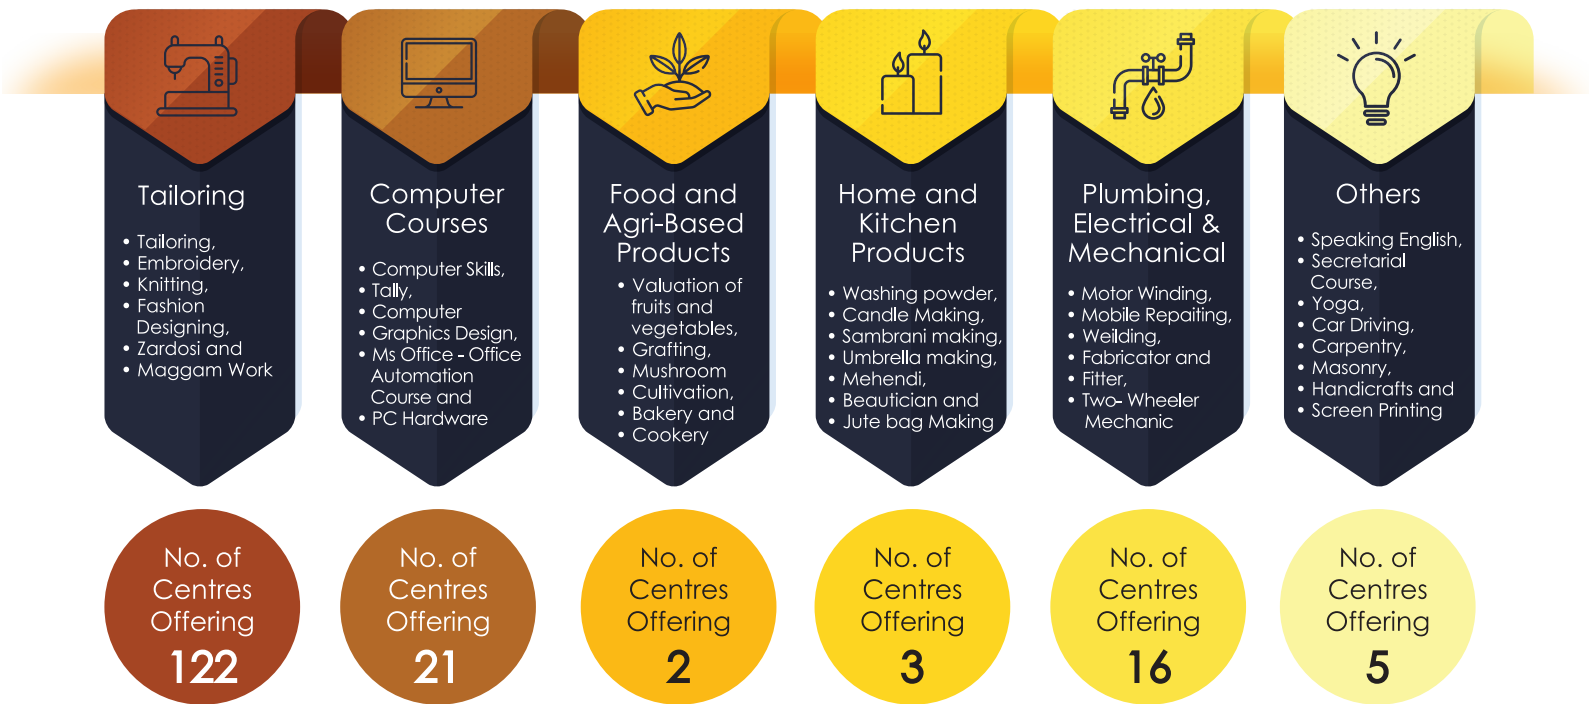 Tailoring
• Tailoring,
• Embroidery,
• Knitting,
• Fashion
Designing,
• Zardosi and
• Maggam Work
No. of
Centres
Offering
122
Computer
Courses
• Computer Skills,
• Tally,
• Computer
• Graphics Design,
• Ms Office - Office
Automation
Course and
• PC Hardware
No. of
Centres
Offering
21
Food and
Agri-Based
Products
• Valuation of
fruits and
vegetables,
• Grafting,
• Mushroom
• Cultivation,
• Bakery and
• Cookery
No. of
Centres
Offering
2
Home and
Kitchen
Products
• Washing powder,
• Candle Making,
• Sambrani making,
• Umbrella making,
• Mehendi,
• Beautician and
• Jute bag Making
No. of
Centres
Offering
3
Plumbing,
Electrical &
Mechanical
• Motor Winding,
• Mobile Repaiting,
• Weilding,
• Fabricator and
• Fitter,
• Two- Wheeler
Mechanic
No. of
Centres
Offering
16
Others
• Speaking English,
• Secretarial
Course,
• Yoga,
• Car Driving,
• Carpentry,
• Masonry,
• Handicrafts and
• Screen Printing
No. of
Centres
Offering
5